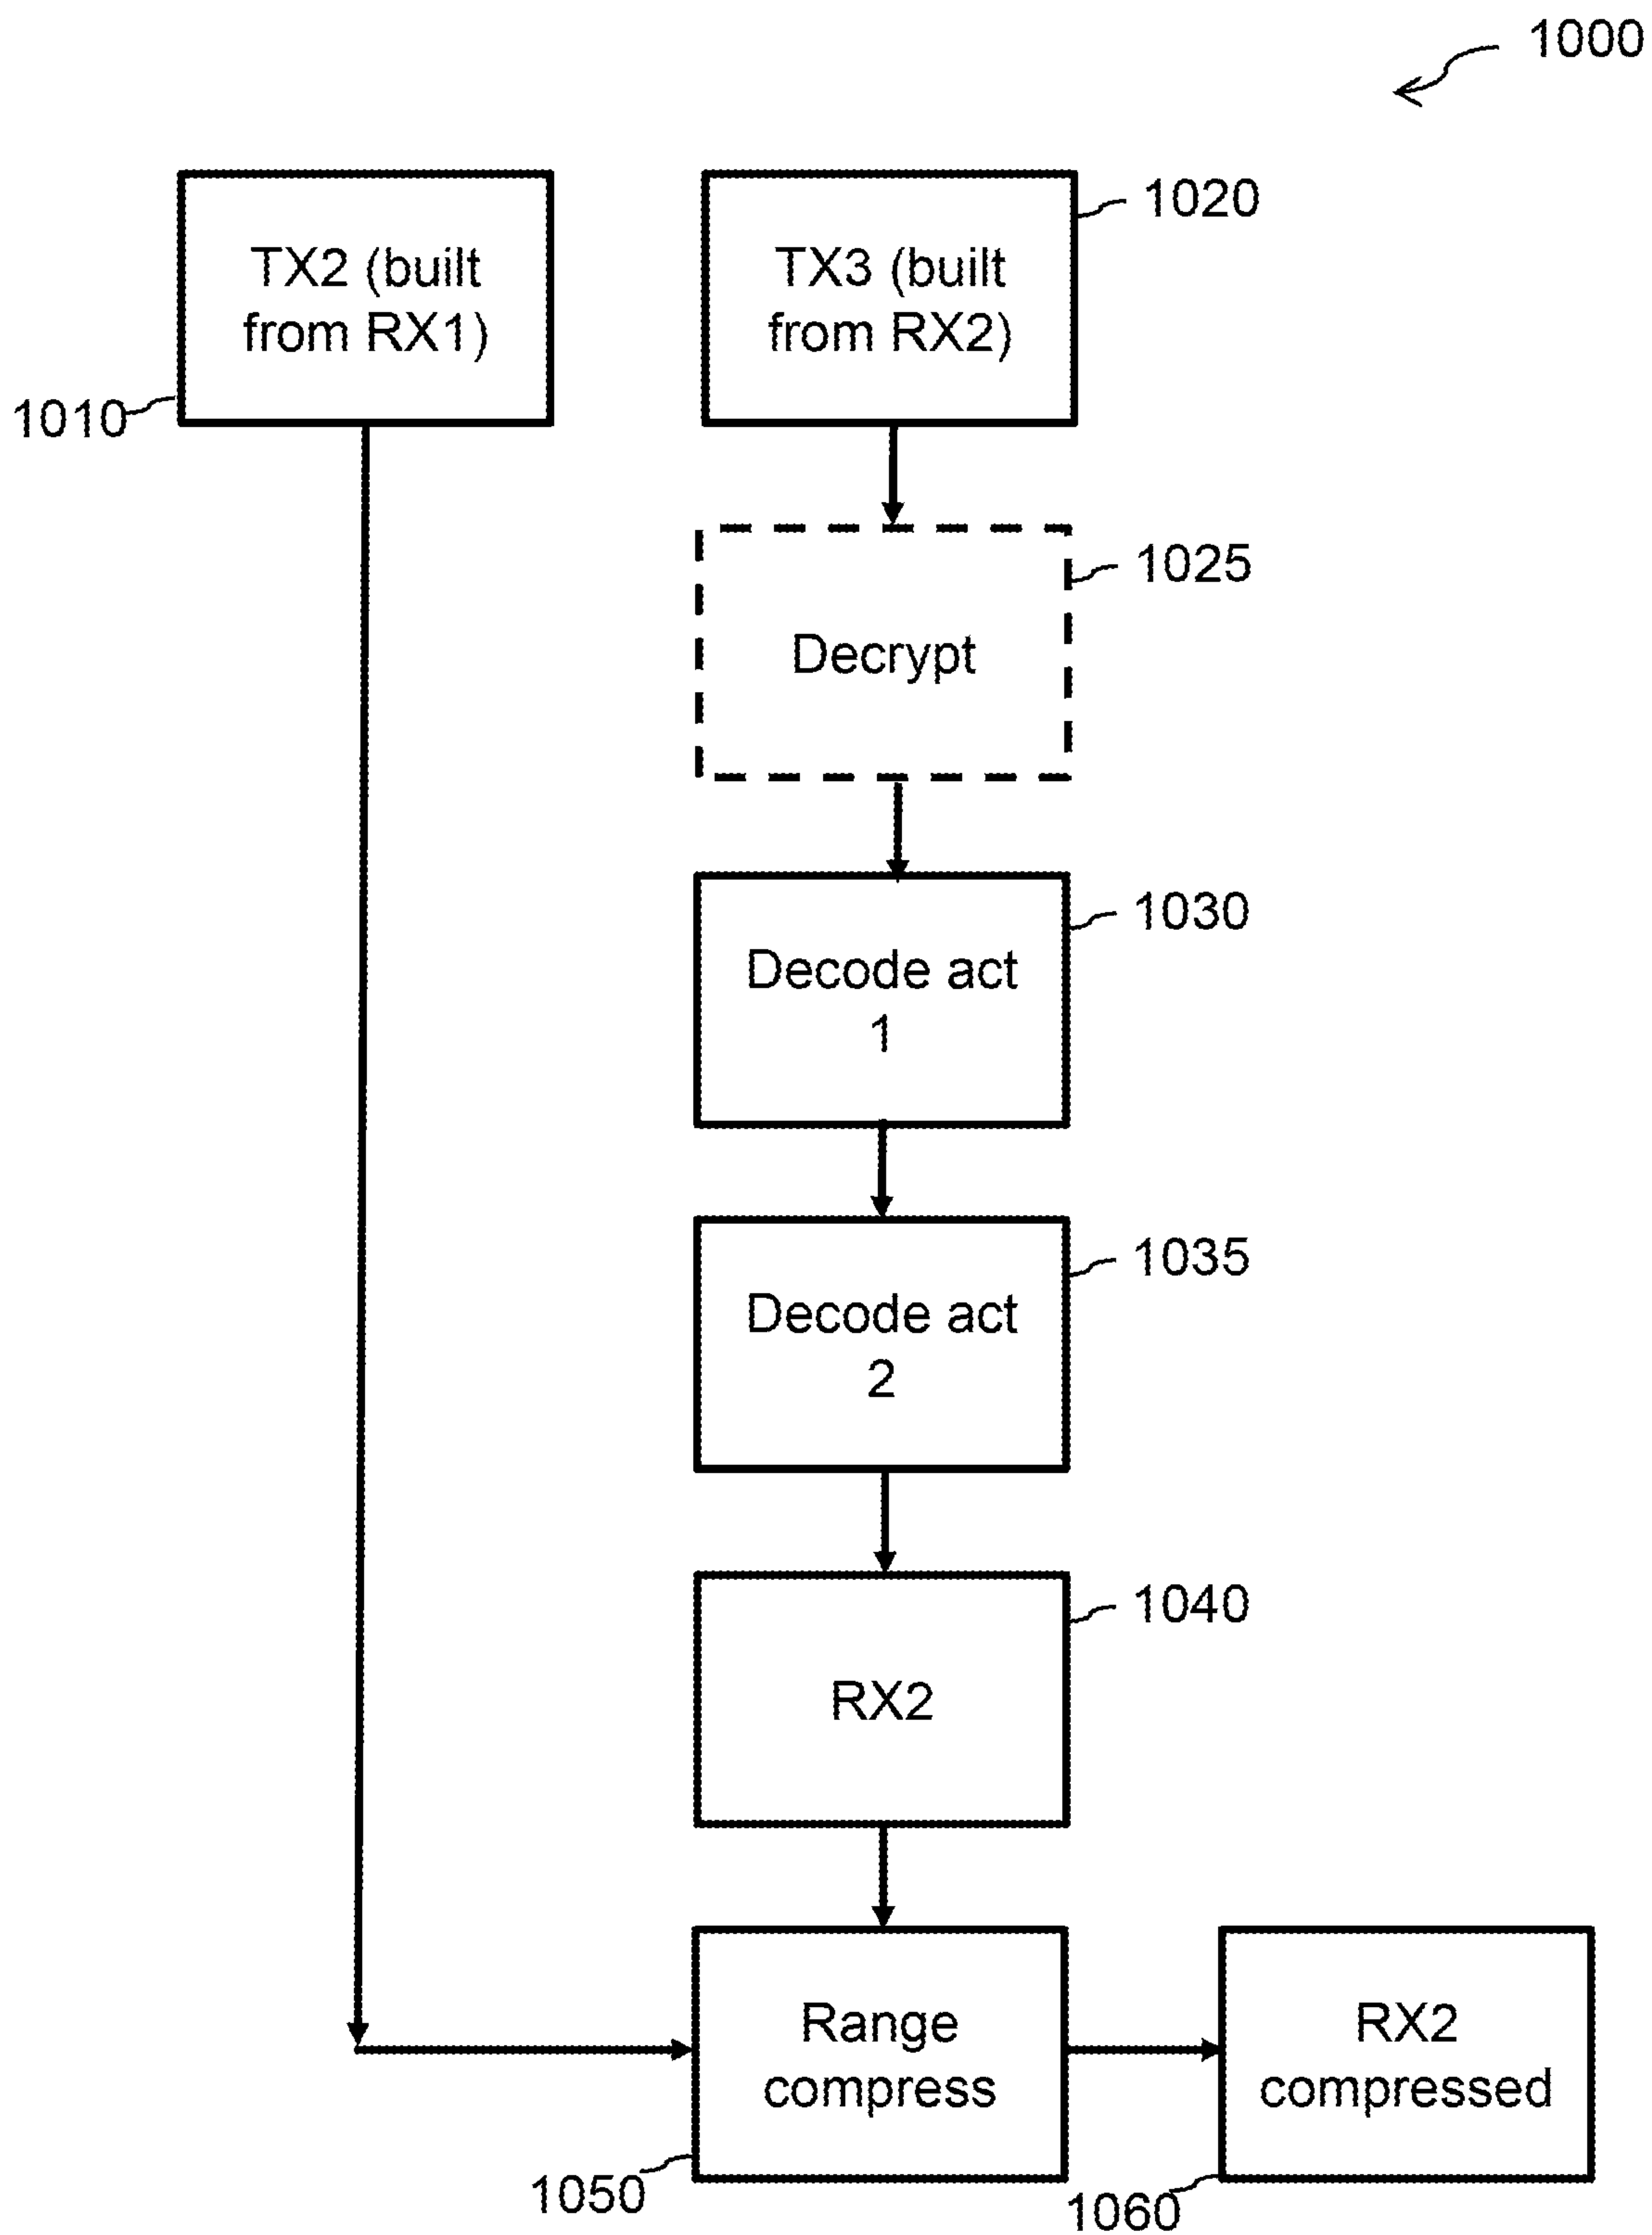 1000
TX2 (built
from RX1)
1010
TX3 (built
from RX2)
1020
Decrypt
1025
Decode act
1
1030
Decode act
2
1035
RX2
1040
Range
compress
1050
RX2
compressed
1060